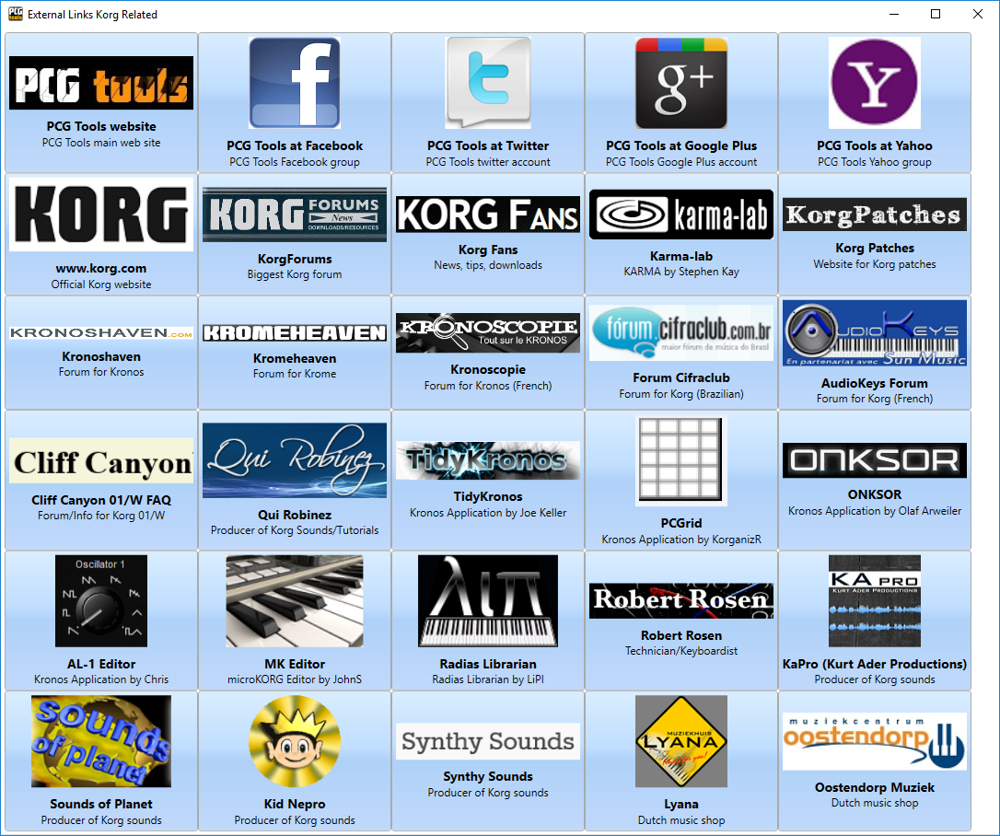 PCG tools
External Links Korg Related
PCG tools
PCG Tools website
PCG Tools main web site
f
PCG Tools at Facebook
PCG Tools Facebook group
t
PCG Tools at Twitter
PCG Tools twitter account
g+
PCG Tools at Google Plus
PCG Tools Google Plus account
Y
PCG Tools at Yahoo
PCG Tools Yahoo group
KORG
www.korg.com
Official Korg website
KORG FORUMS
News
DOWNLOADS/RESOURCES
KorgForums
Biggest Korg forum
KORG FANS
Korg Fans
News, tips, downloads
karma-lab
Karma-lab
KARMA by Stephen Kay
KorgPatches
Korg Patches
Website for Korg patches
KRONOSHAVEN.COM
Kronoshaven
Forum for Kronos
KROMEHEAVEN
Kromeheaven
Forum for Krome
KRONOSCOPIE
Tout sur le KRONOS
Kronoscopie
Forum for Kronos (French)
fórum.cifraclub.com.br
maior fórum de música do Brasil
Forum Cifraclub
Forum for Korg (Brazilian)
AUDIOKEYS
En partenariat avec Sun Music
AudioKeys Forum
Forum for Korg (French)
Cliff Canyon
Cliff Canyon 01/W FAQ
Forum/Info for Korg 01/W
Qui Robinez
Qui Robinez
Producer of Korg Sounds/Tutorials
TidyKronos
TidyKronos
Kronos Application by Joe Keller
PCGrid
Kronos Application by KorganizR
ONKSOR
ONKSOR
Kronos Application by Olaf Arweiler
Oscillator 1
AL-1 Editor
Kronos Application by Chris
MK Editor
microKORG Editor by JohnS
λiπ
Radias Librarian
Radias Librarian by LiPI
Robert Rosen
Robert Rosen
Technician/Keyboardist
KA PRO
KURT ADER PRODUCTIONS
KaPro (Kurt Ader Productions)
Producer of Korg sounds
sounds
of planet
Sounds of Planet
Producer of Korg sounds
Kid Nepro
Producer of Korg sounds
Synthy Sounds
Synthy Sounds
Producer of Korg sounds
MUZIEKHUIS
LYANA
Lyana
Dutch music shop
muziekcentrum
oostendorp
Oostendorp Muziek
Dutch music shop